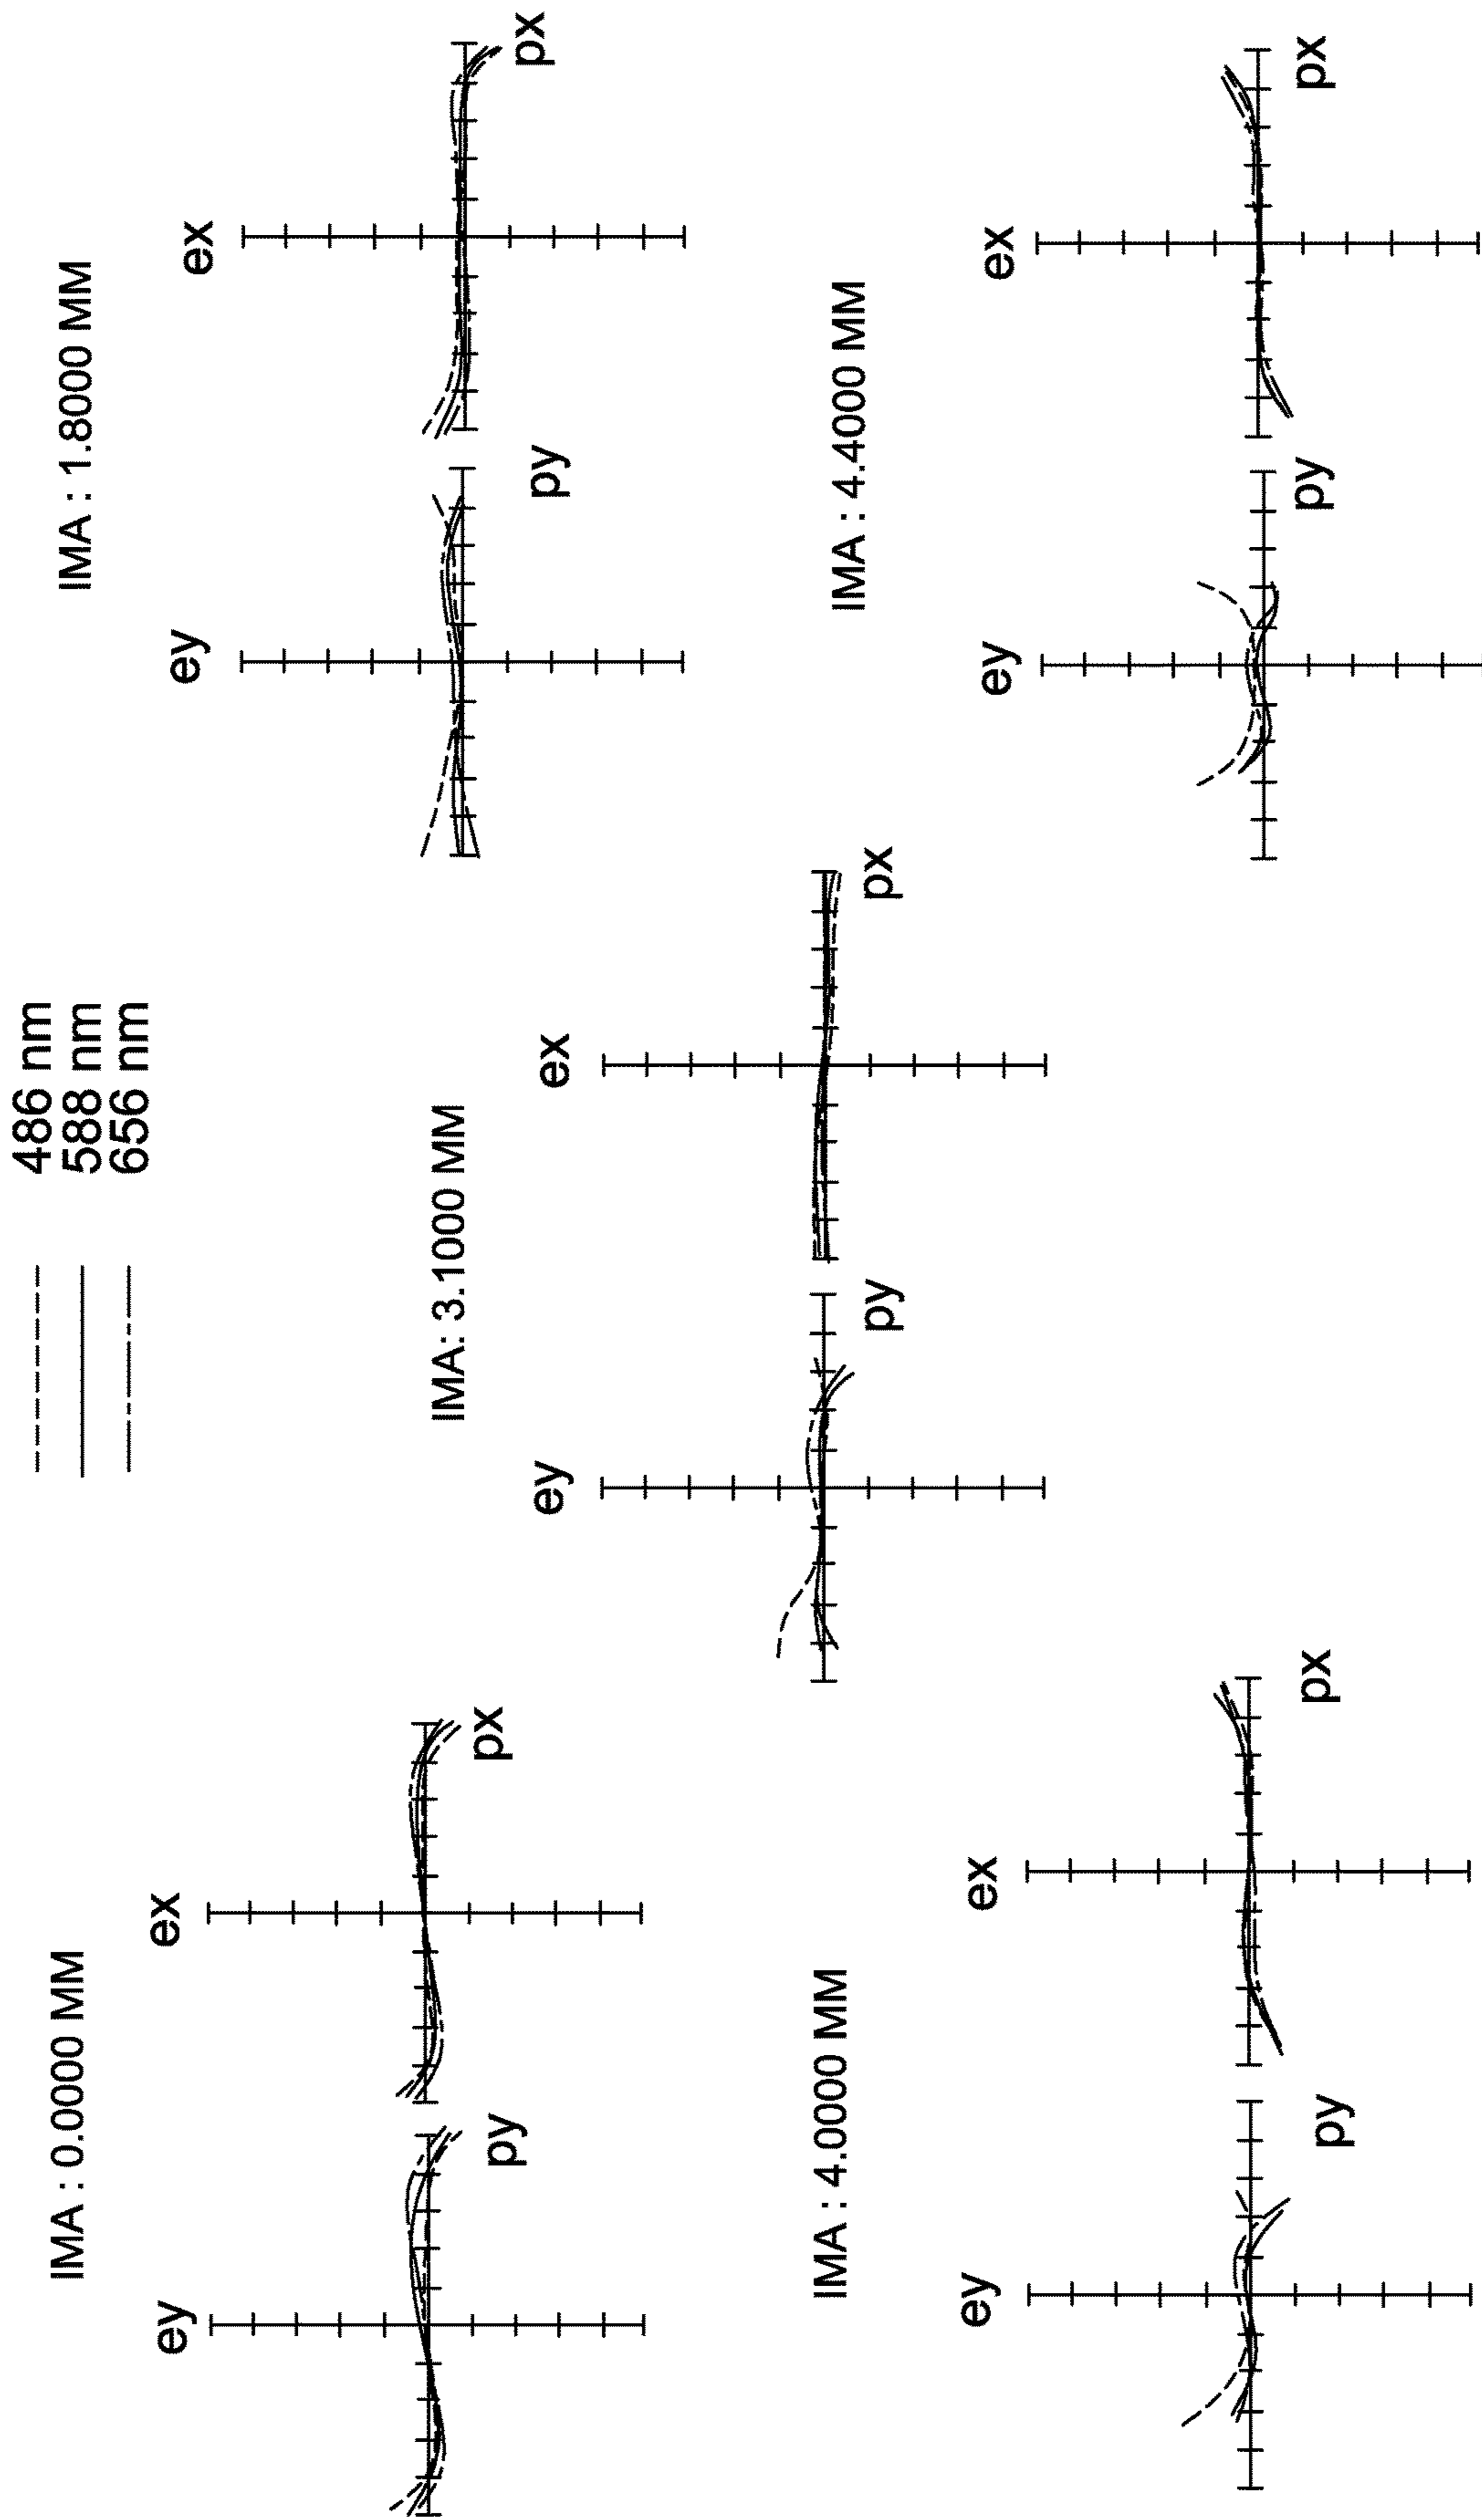 486 nm
588 nm
656 nm
IMA : 0.0000 MM
ey
py
ex
px
IMA : 1.8000 MM
ey
py
ex
px
IMA: 3.1000 MM
ey
py
ex
px
IMA : 4.0000 MM
ey
py
ex
px
IMA : 4.4000 MM
ey
py
ex
px